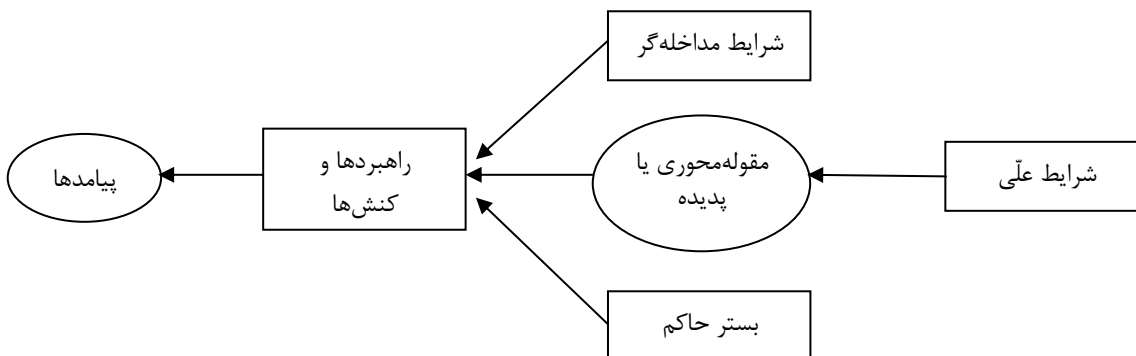 شرایط مداخله‌گر
شرایط علّی
مقوله‌محوری یا
پدیده
راهبردها و
کنش‌ها
پیامدها
بستر حاکم